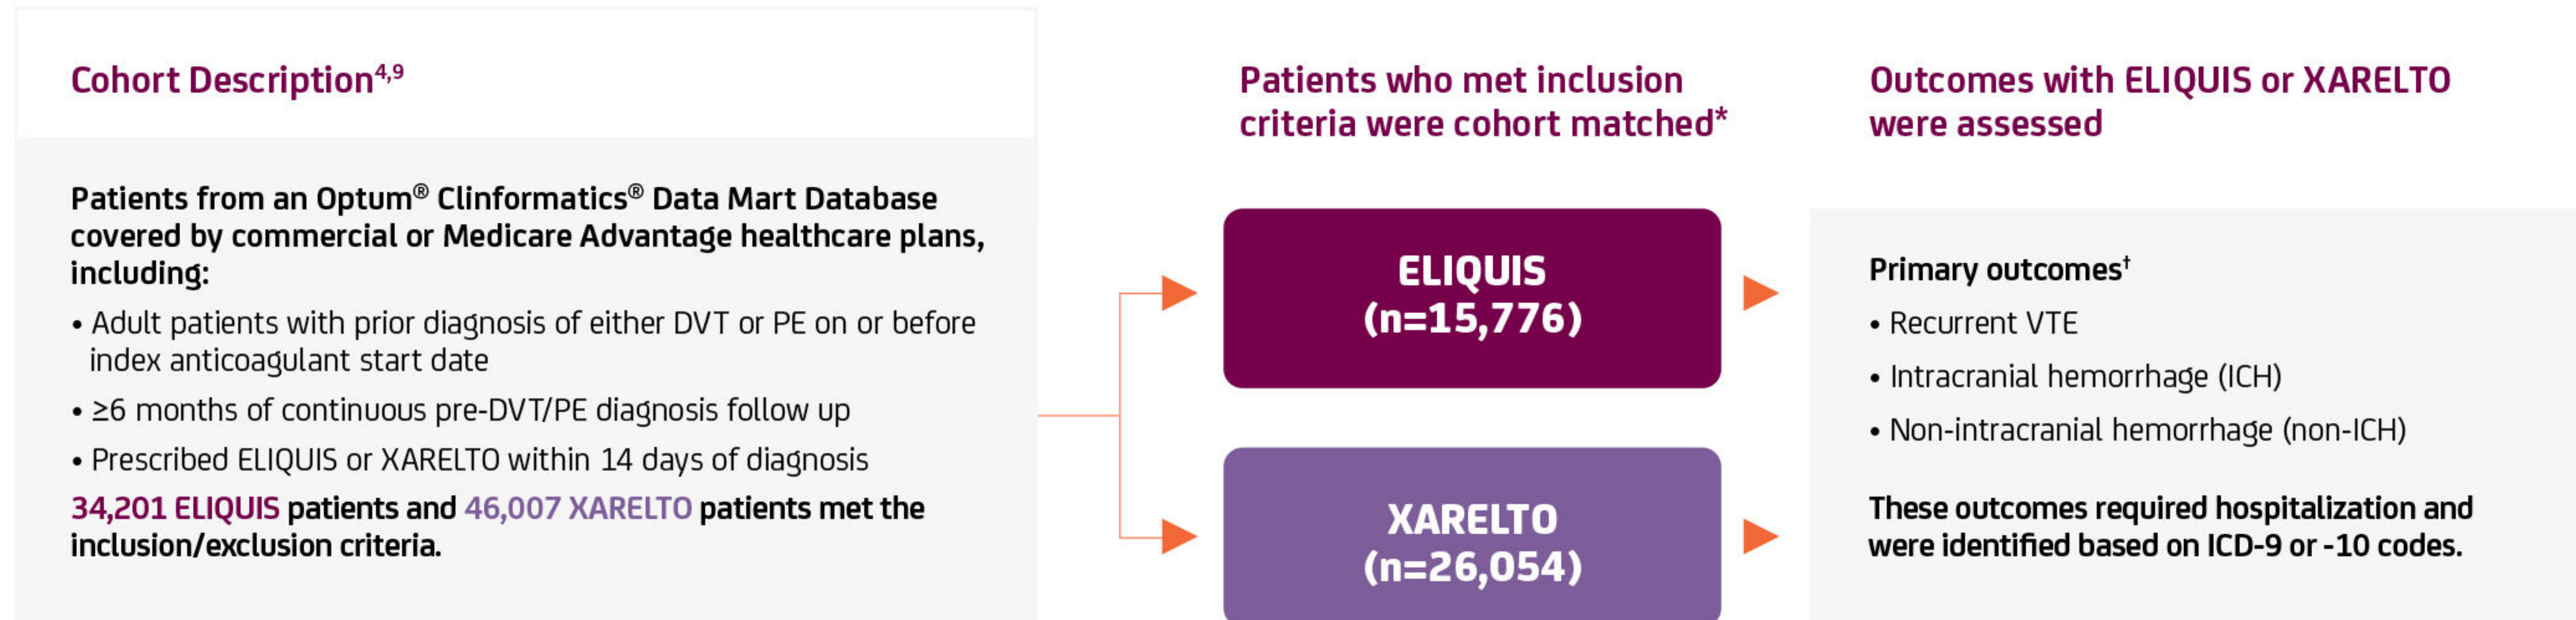 Cohort Description4,9
Patients from an Optum® Clinformatics® Data Mart Database
covered by commercial or Medicare Advantage healthcare plans,
including:
• Adult patients with prior diagnosis of either DVT or PE on or before
index anticoagulant start date
• ≥6 months of continuous pre-DVT/PE diagnosis follow up
• Prescribed ELIQUIS or XARELTO within 14 days of diagnosis
34,201 ELIQUIS patients and 46,007 XARELTO patients met the
inclusion/exclusion criteria.
Patients who met inclusion
criteria were cohort matched*
ELIQUIS
(n=15,776)
XARELTO
(n=26,054)
Outcomes with ELIQUIS or XARELTO
were assessed
Primary outcomes†
• Recurrent VTE
• Intracranial hemorrhage (ICH)
• Non-intracranial hemorrhage (non-ICH)
These outcomes required hospitalization and
were identified based on ICD-9 or -10 codes.